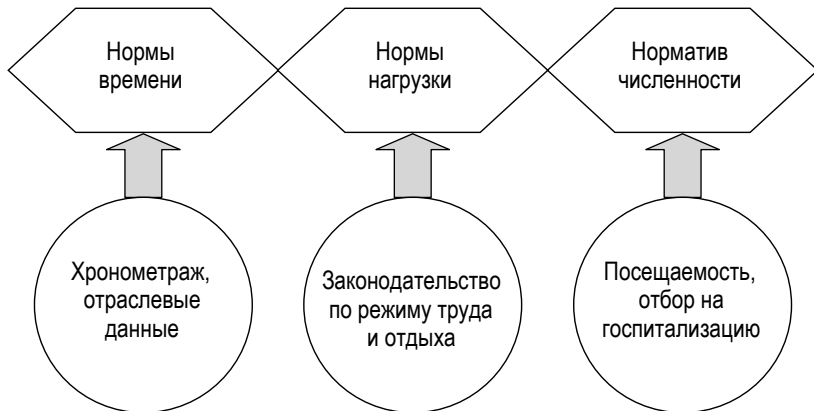 Нормы
времени
Нормы
нагрузки
Норматив
численности
Хронометраж,
отраслевые
данные
Законодательство
по режиму труда
и отдыха
Посещаемость,
отбор на
госпитализацию